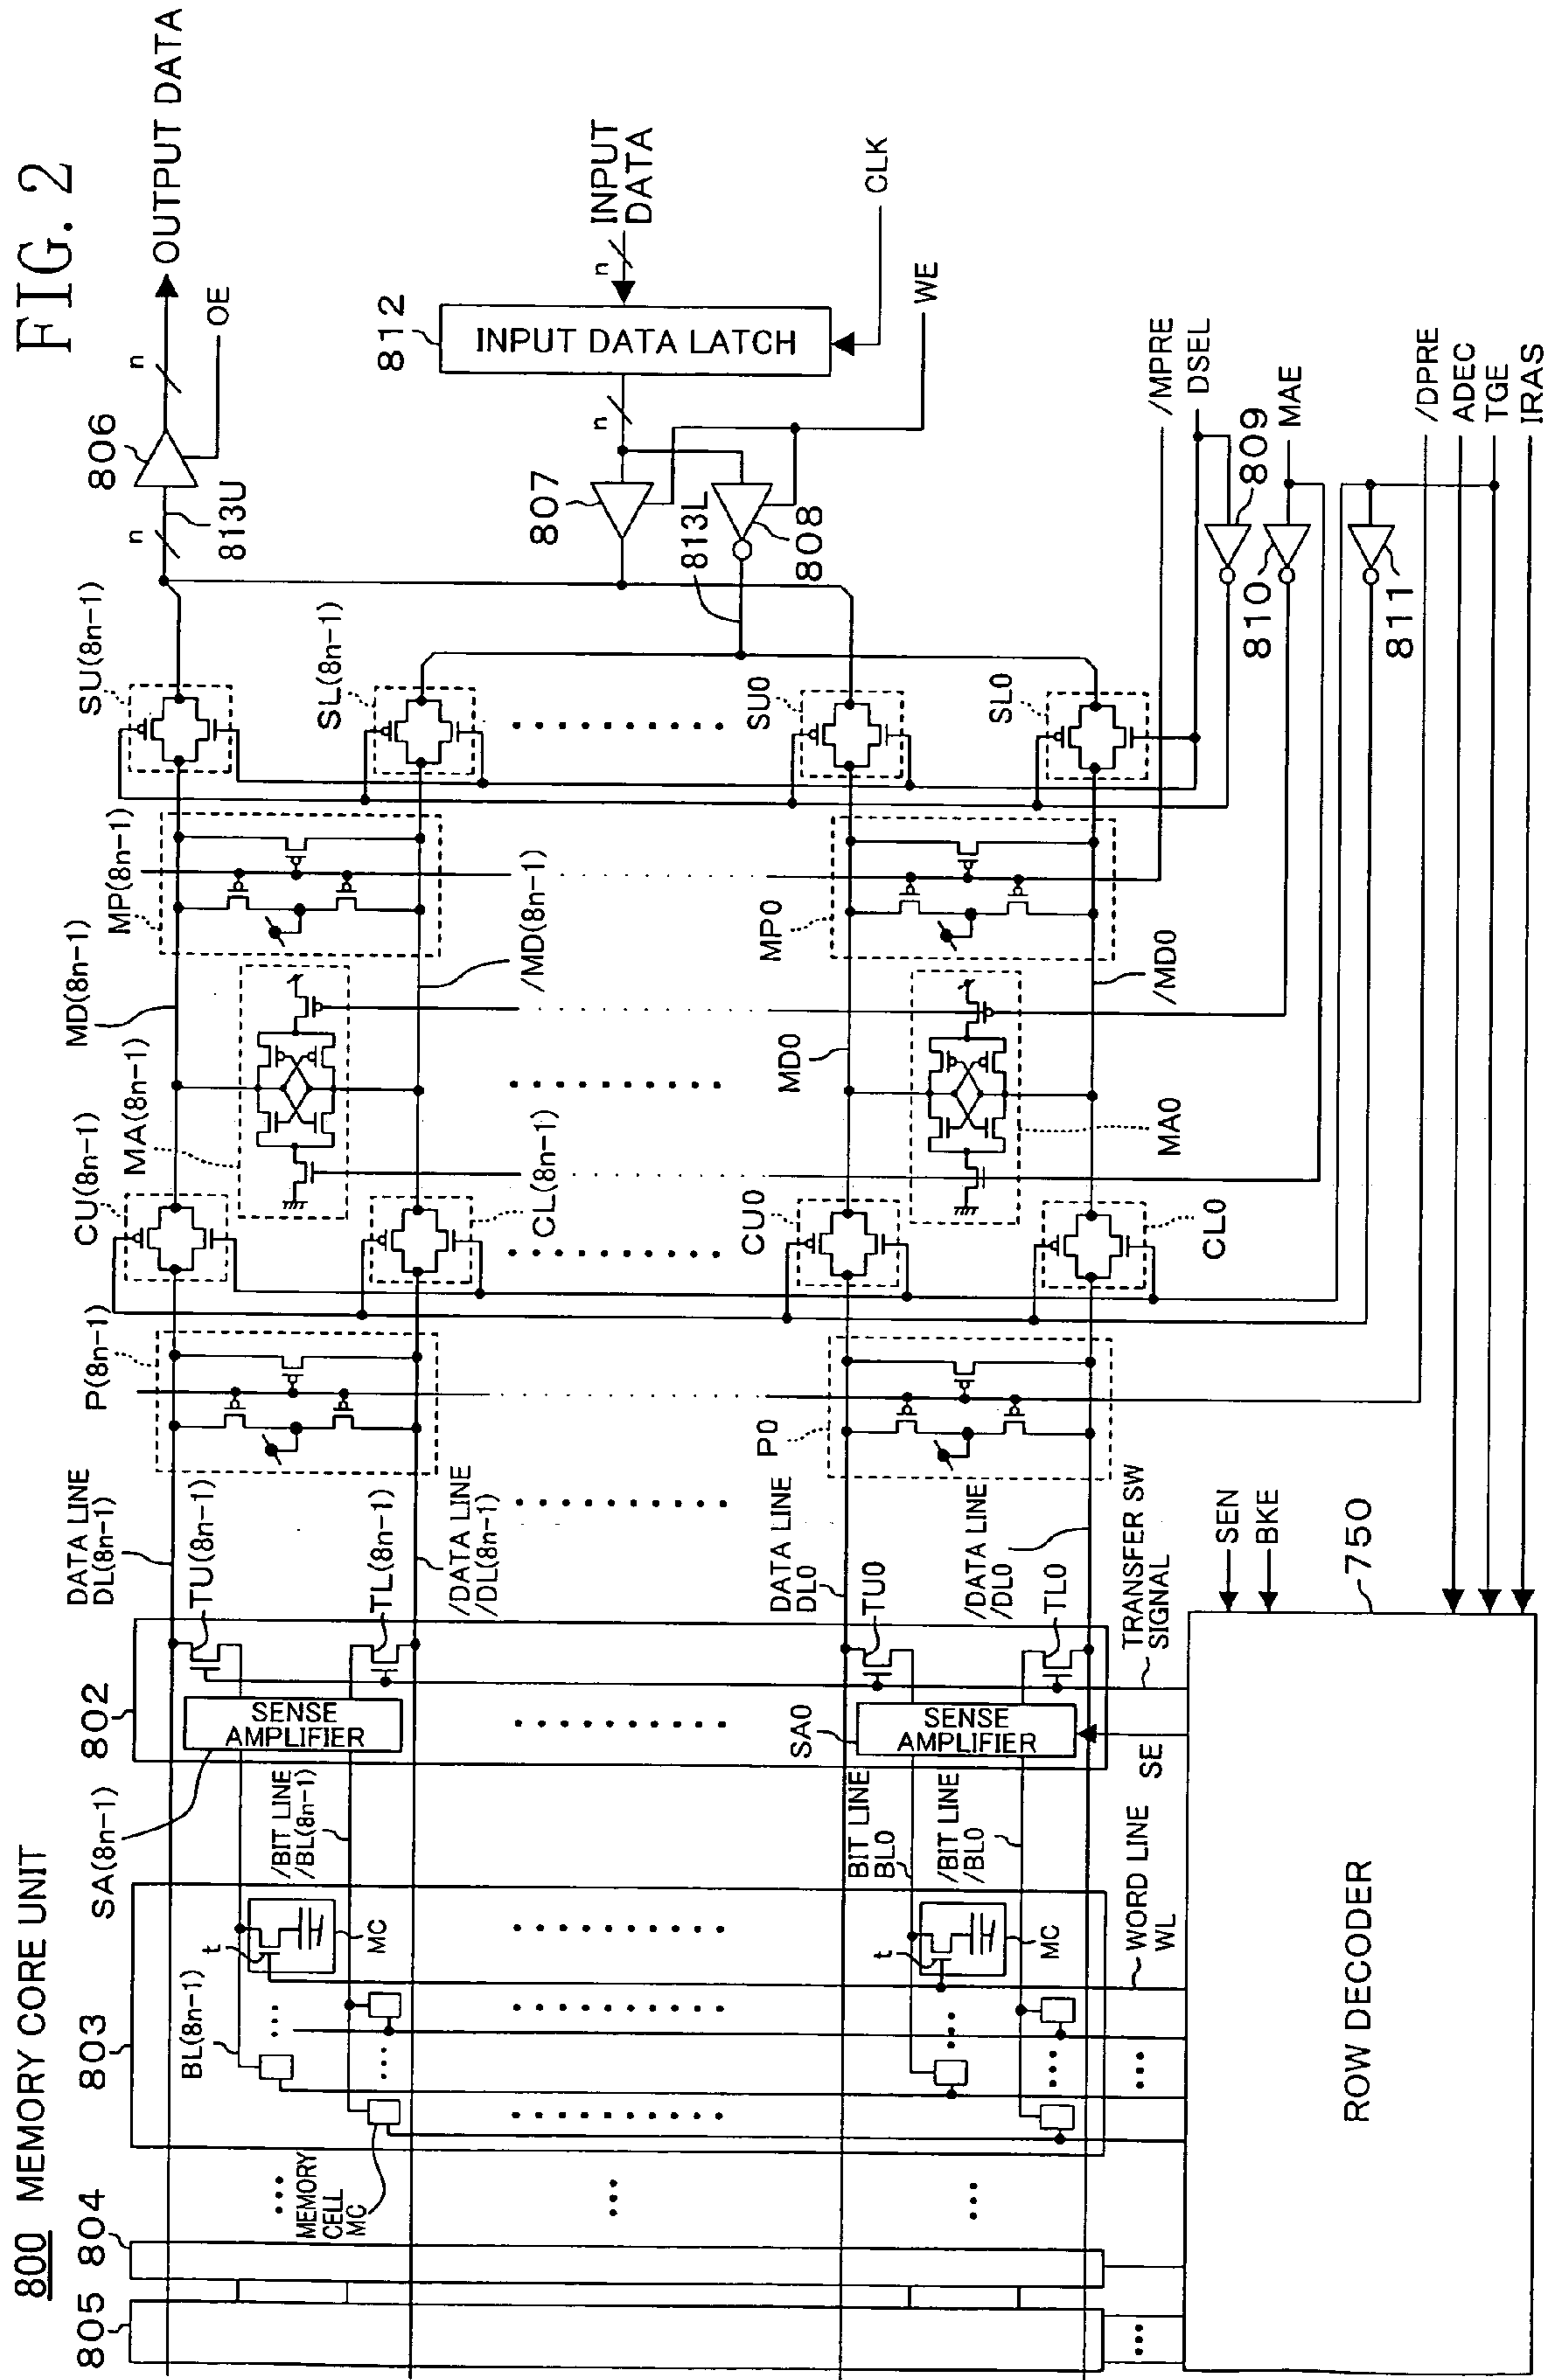 FIG. 2
800 MEMORY CORE UNIT
805
804
803
802
SA(8n-1)
BL(8n-1)
t
MC
/BIT LINE
/BL(8n-1)
MEMORY
CELL
MC
SENSE
AMPLIFIER
DATA LINE
DL(8n-1)
TU(8n-1)
TL(8n-1)
/DATA LINE
/DL(8n-1)
P(8n-1)
CU(8n-1)
MA(8n-1)
CL(8n-1)
MD(8n-1)
/MD(8n-1)
MP(8n-1)
SU(8n-1)
SL(8n-1)
n
813U
806
n
OE
OUTPUT DATA
807
813L
808
n
812
INPUT DATA LATCH
n
INPUT
DATA
CLK
WE
BIT LINE
BL0
/BIT LINE
/BL0
t
MC
SA0
SENSE
AMPLIFIER
DATA LINE
DL0
TU0
/DATA LINE
/DL0
TL0
P0
CU0
CL0
MD0
MA0
/MD0
MP0
SU0
SL0
/MPRE
DSEL
809
810
MAE
811
/DPRE
ADEC
TGE
IRAS
WORD LINE
WL
SE
TRANSFER SW
SIGNAL
SEN
BKE
750
ROW DECODER